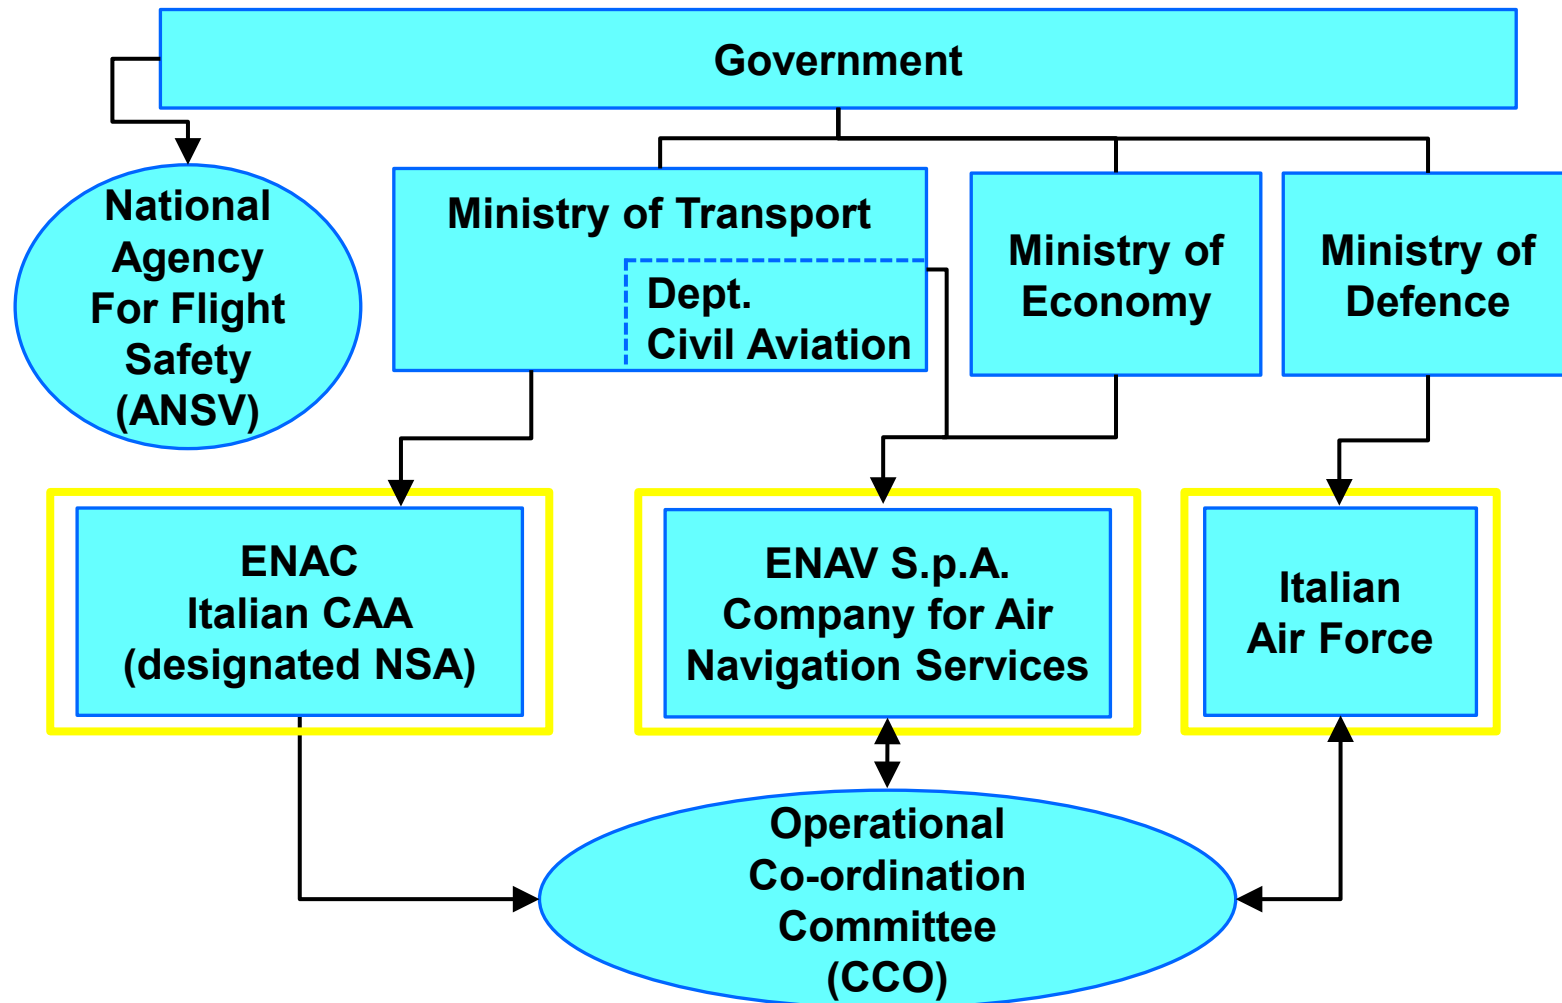 Government
National
Agency
For Flight
Safety
(ANSV)
Ministry of Transport
Dept.
Civil Aviation
Ministry of
Economy
Ministry of
Defence
ENAC
Italian CAA
(designated NSA)
ENAV S.p.A.
Company for Air
Navigation Services
Italian
Air Force
Operational
Co-ordination
Committee
(CCO)